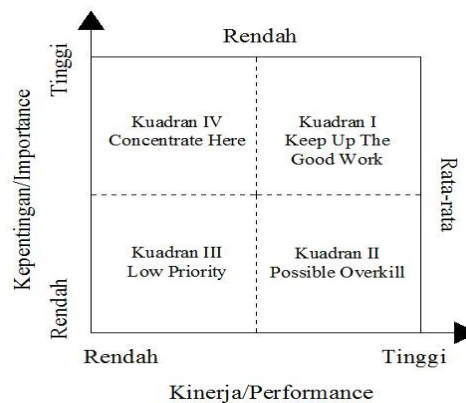 Rendah
Tinggi
Kepentingan/Importance
Rendah
Kuadran IV
Concentrate Here
Kuadran I
Keep Up The
Good Work
Rata-rata
Kuadran III
Low Priority
Kuadran II
Possible Overkill
Rendah
Tinggi
Kinerja/Performance